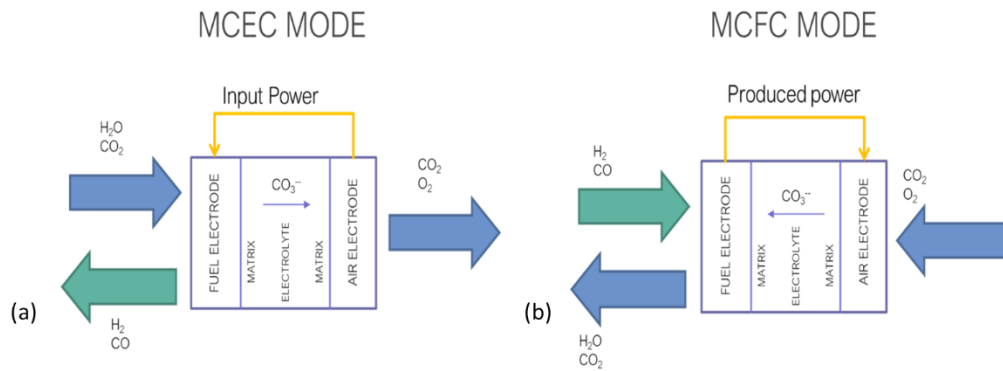 MCEC MODE
Input Power
H₂O
CO₂
FUEL ELECTRODE
MATRIX
CO₃⁻⁻
ELECTROLYTE
MATRIX
AIR ELECTRODE
CO₂
O₂
(a)
H₂
CO
MCFC MODE
Produced power
H₂
CO
FUEL ELECTRODE
MATRIX
CO₃⁻⁻
ELECTROLYTE
MATRIX
AIR ELECTRODE
CO₂
O₂
(b)
H₂O
CO₂